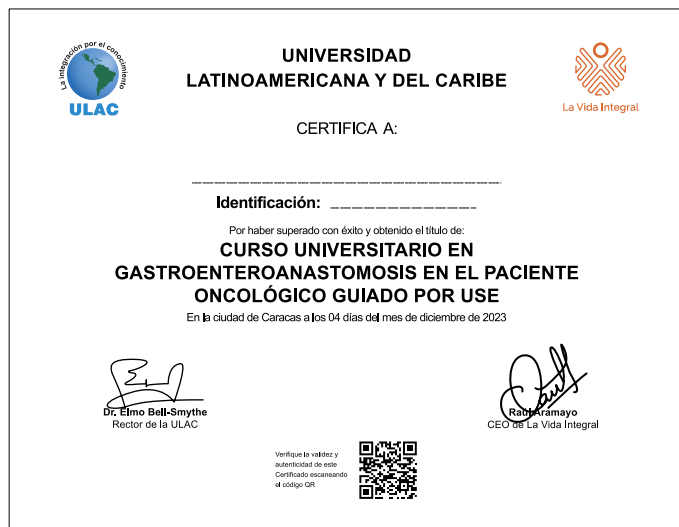 La integración por el conocimiento
ULAC
UNIVERSIDAD
LATINOAMERICANA Y DEL CARIBE
La Vida Integral
CERTIFICA A:
Identificación:
Por haber superado con éxito y obtenido el título de:
CURSO UNIVERSITARIO EN
GASTROENTEROANASTOMOSIS EN EL PACIENTE
ONCOLÓGICO GUIADO POR USE
En la ciudad de Caracas a los 04 días del mes de diciembre de 2023
Dr. Elmo Bell-Smythe
Rector de la ULAC
Raúl Aramayo
CEO de La Vida Integral
Verifique la validez y
autenticidad de este
Certificado escaneando
el código QR